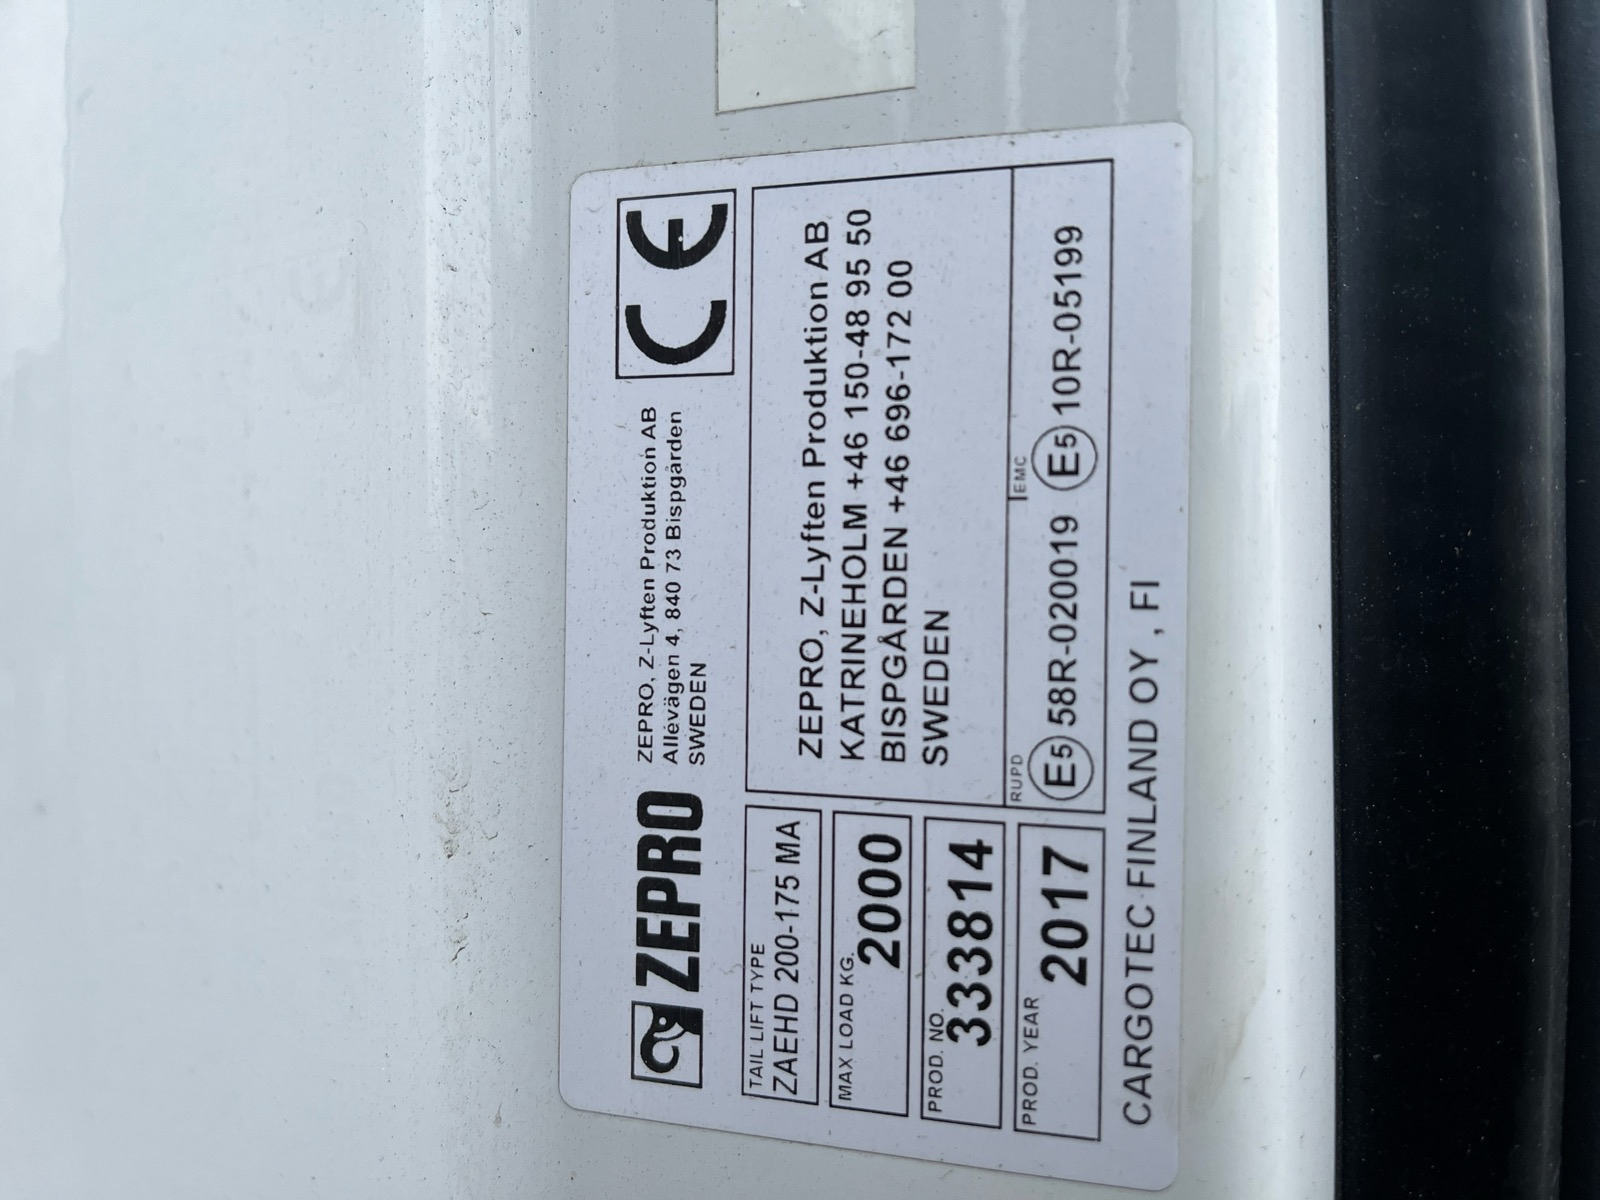 ZEPRO
ZEPRO, Z-Lyften Produktion AB
Allévägen 4, 840 73 Bispgården
SWEDEN
CE
TAIL LIFT TYPE
ZAEHD 200-175 MA
MAX LOAD KG.
2000
PROD. NO.
333814
PROD. YEAR
2017
ZEPRO, Z-Lyften Produktion AB
KATRINEHOLM +46 150-48 95 50
BISPGÅRDEN +46 696-172 00
SWEDEN
RUPD
E5 58R-020019
EMC
E5 10R-05199
CARGOTEC FINLAND OY , FI